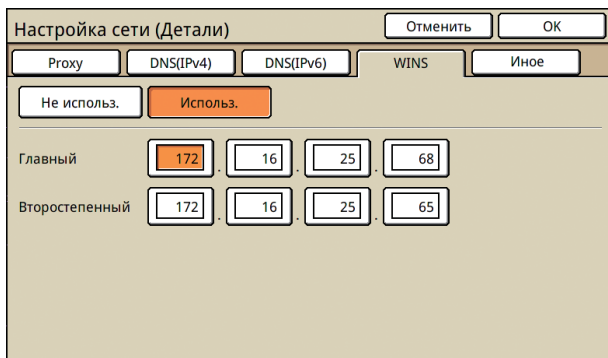 Настройка сети (Детали) Отменить OK
Proxy DNS(IPv4) DNS(IPv6) WINS Иное
Не использ. Использ.
Главный 172 . 16 . 25 . 68
Второстепенный 172 . 16 . 25 . 65